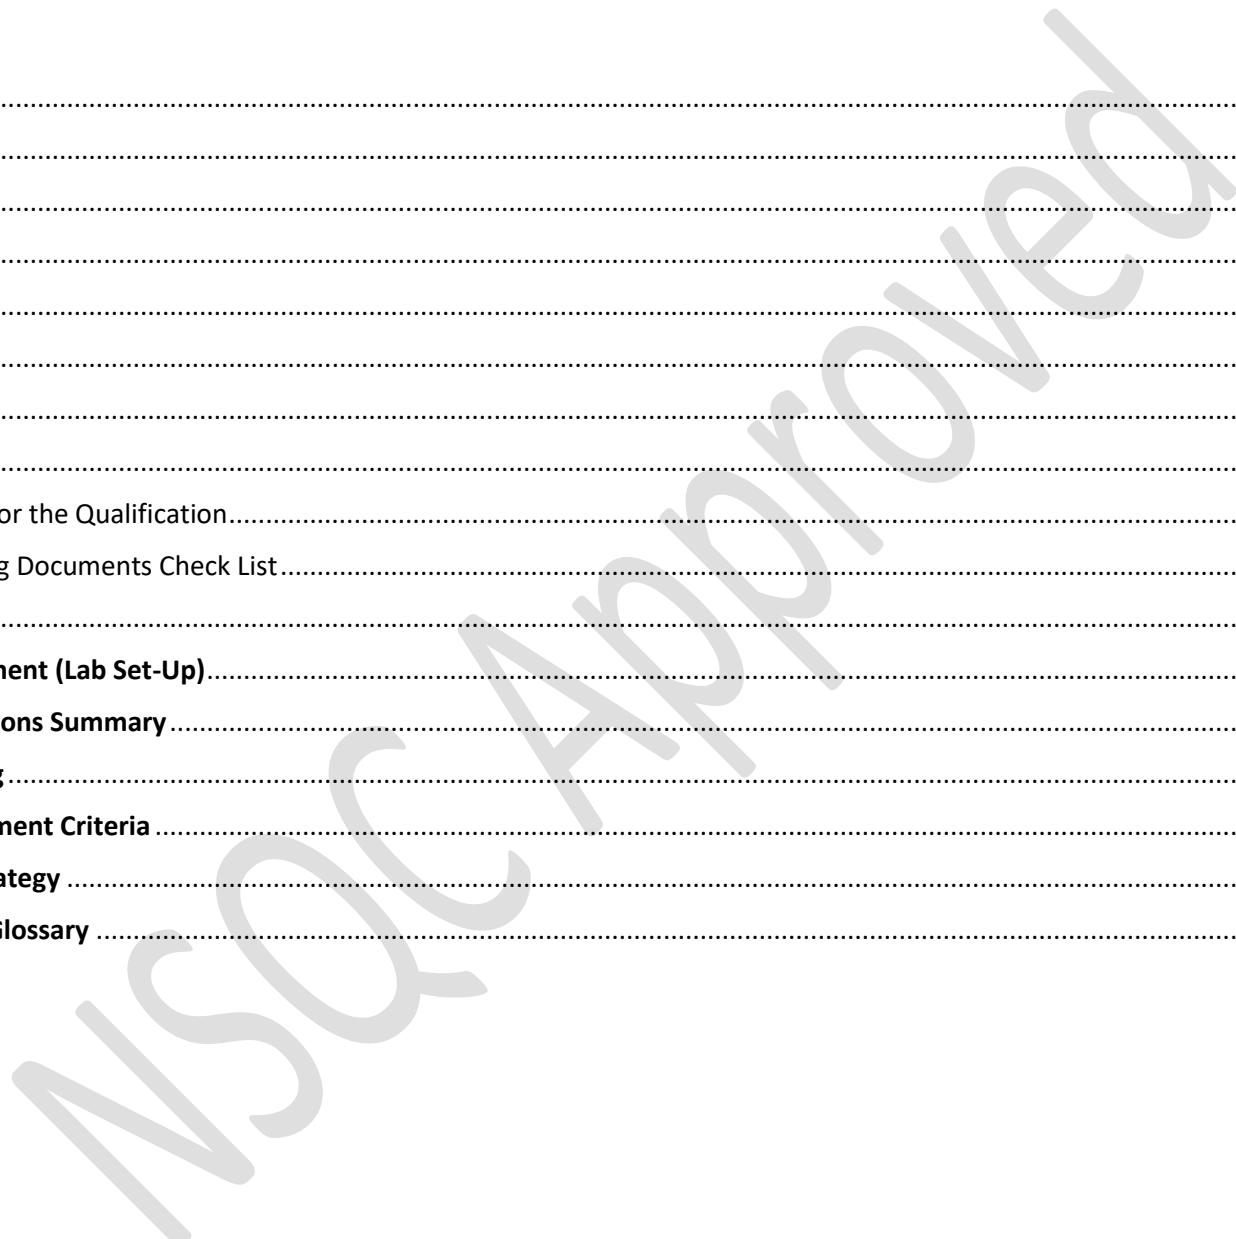 ................................................................................
................................................................................
................................................................................
................................................................................
................................................................................
................................................................................
................................................................................
................................................................................
or the Qualification................................................................................
g Documents Check List................................................................................
................................................................................
nent (Lab Set-Up)................................................................................
ons Summary................................................................................
g................................................................................
ment Criteria................................................................................
ategy................................................................................
Glossary................................................................................
NSQC Approved